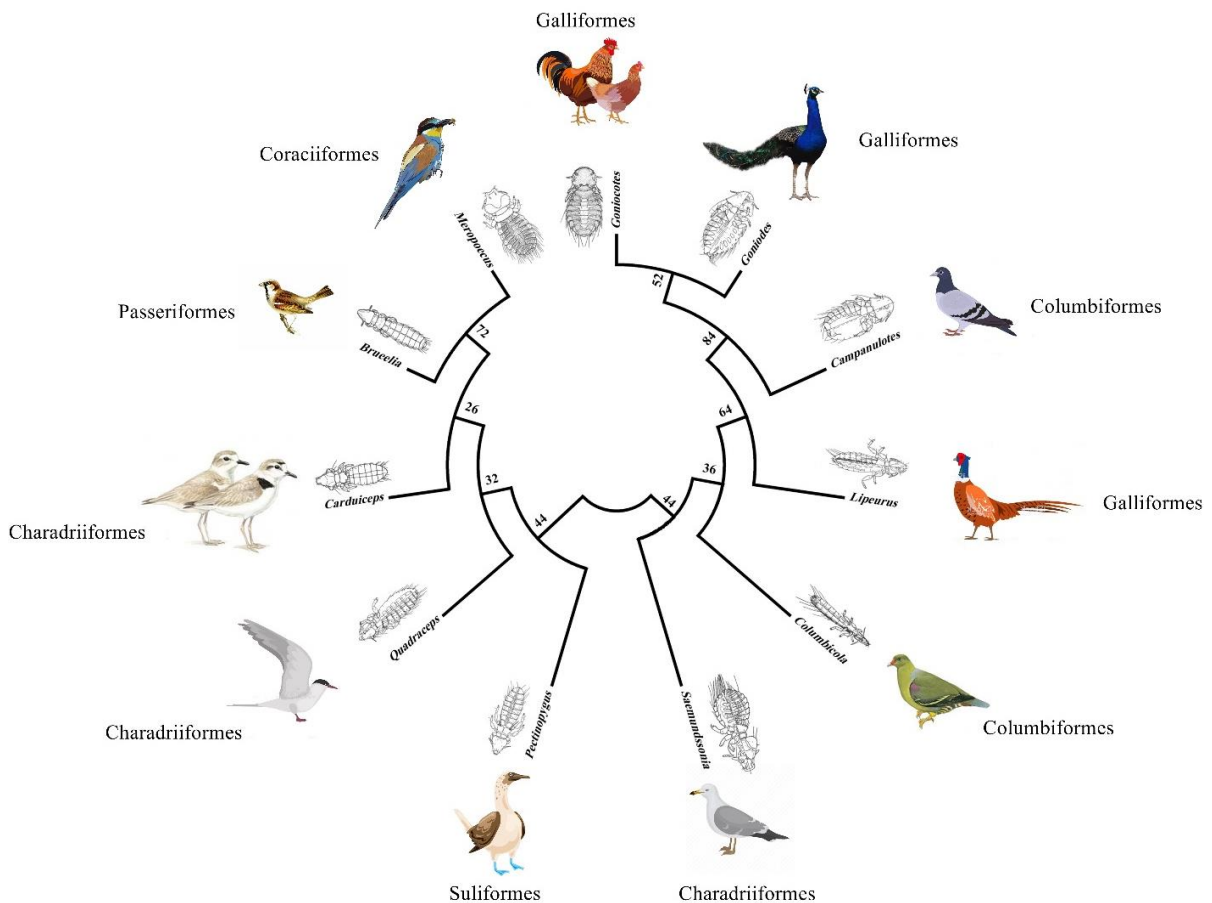 Galliformes
Galliformes
Coraciiformes
Meropoecus
Goniocotes
Goniodes
52
Columbiformes
Passeriformes
Brueelia
72
84
Campanulotes
26
64
Charadriiformes
Carduiceps
32
36
Lipeurus
Galliformes
44
44
Quadraceps
Columbicola
Charadriiformes
Pectinopygus
Saemundssonia
Columbiformes
Suliformes
Charadriiformes